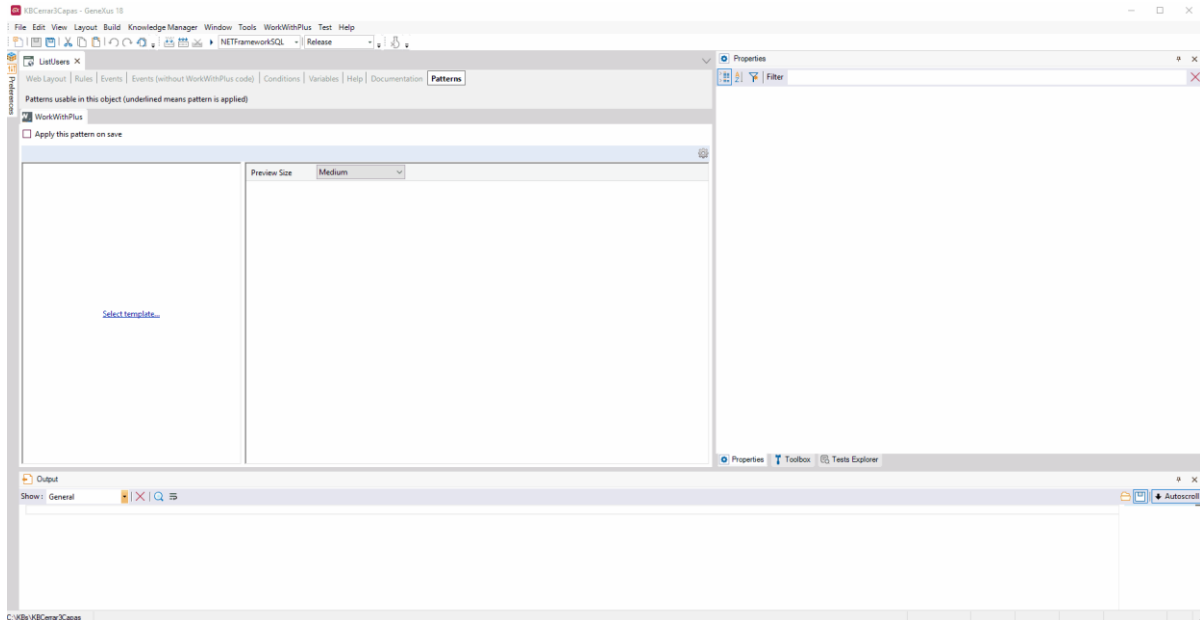 KBCerrar3Capas - GeneXus 18
File Edit View Layout Build Knowledge Manager Window Tools WorkWithPlus Test Help
NETFrameworkSQL Release
ListUsers
Properties
Web Layout Rules Events Events (without WorkWithPlus code) Conditions Variables Help Documentation Patterns
Filter
Preferences
Patterns usable in this object (underlined means pattern is applied)
WorkWithPlus
Apply this pattern on save
Preview Size Medium
Select template...
Properties Toolbox Tests Explorer
Output
Show: General
Autoscroll
C:\KBs\KBCerrar3Capas